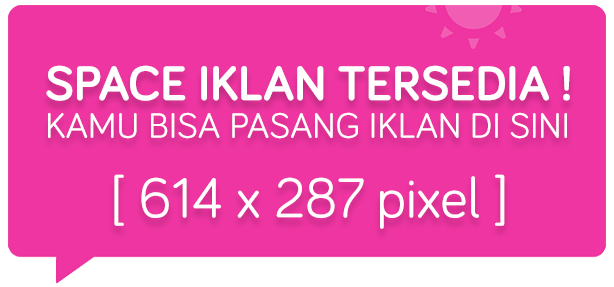 SPACE IKLAN TERSEDIA !
KAMU BISA PASANG IKLAN DI SINI
[ 614 x 287 pixel ]